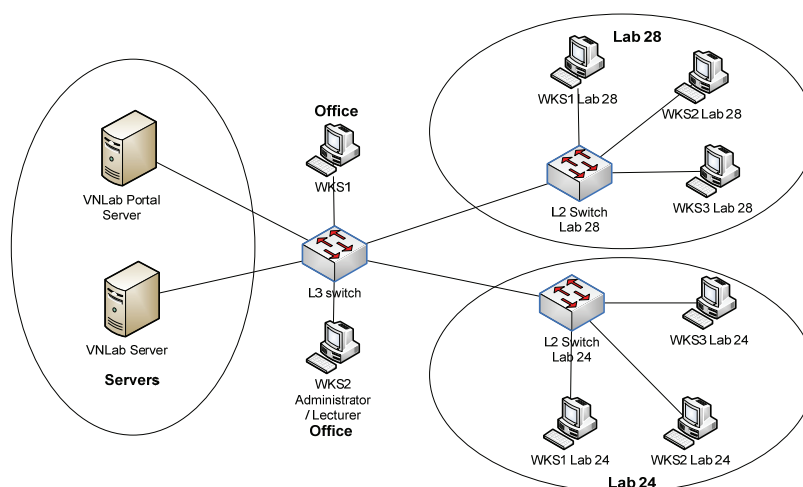 Lab 28
WKS1 Lab 28
WKS2 Lab 28
WKS3 Lab 28
L2 Switch
Lab 28
Office
WKS1
VNLab Portal
Server
L3 switch
VNLab Server
Servers
WKS2
Administrator
/ Lecturer
Office
L2 Switch
Lab 24
WKS3 Lab 24
WKS1 Lab 24
WKS2 Lab 24
Lab 24